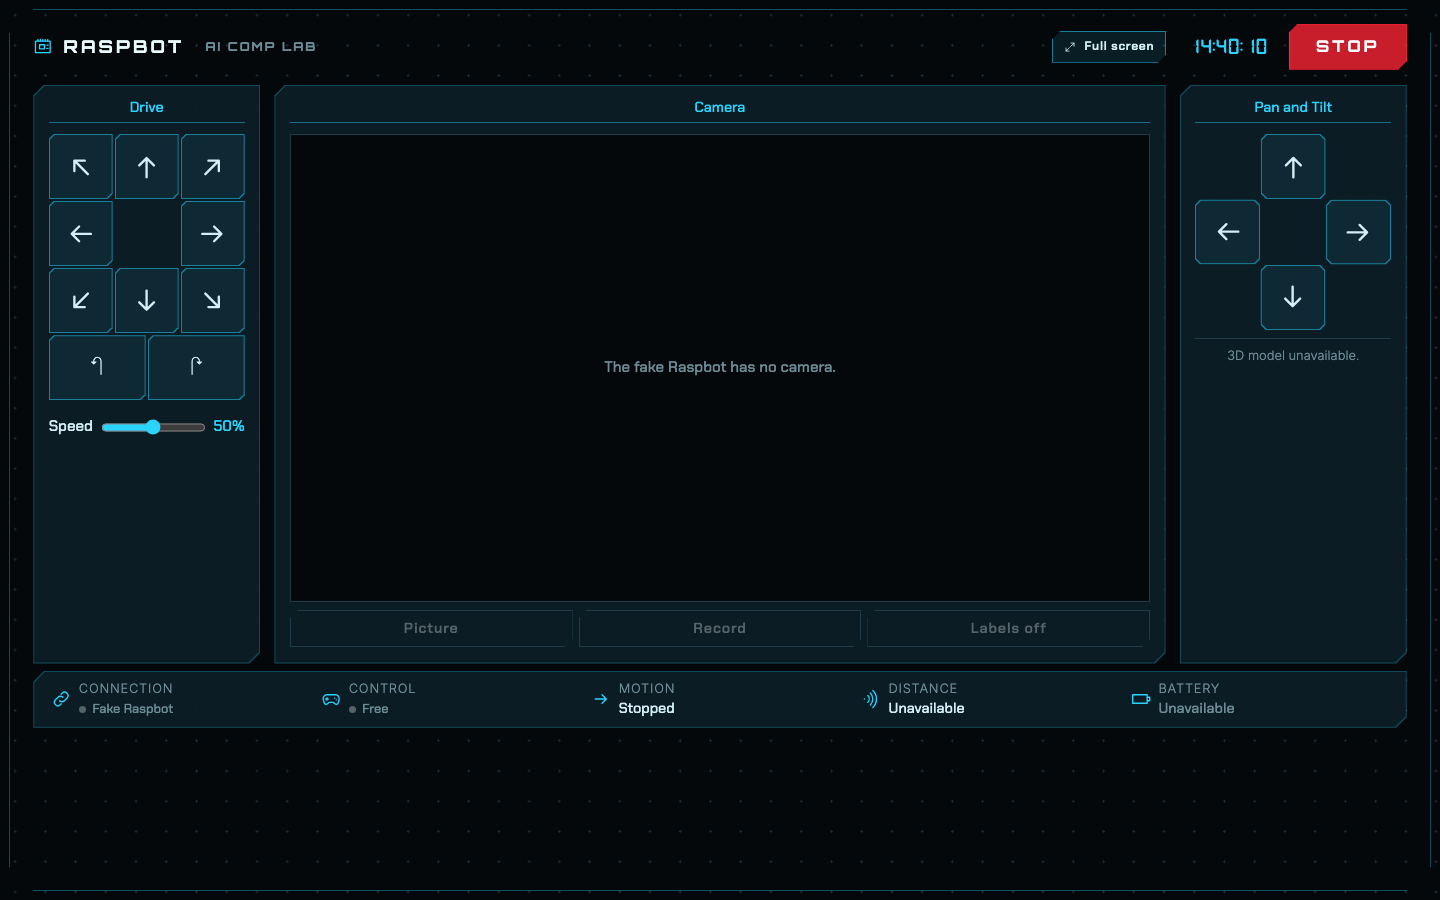 RASPBOT
AI COMP LAB
Full screen
14:40:10
STOP
Drive
Speed
50%
Camera
The fake Raspbot has no camera.
Picture
Record
Labels off
Pan and Tilt
3D model unavailable.
CONNECTION
Fake Raspbot
CONTROL
Free
MOTION
Stopped
DISTANCE
Unavailable
BATTERY
Unavailable